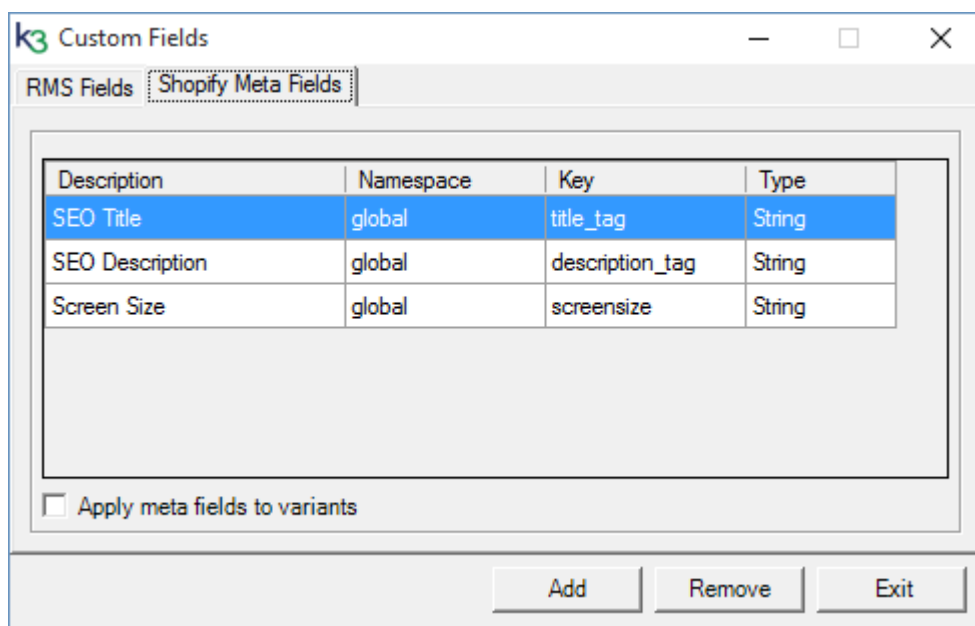 k3 Custom Fields
RMS Fields Shopify Meta Fields
Description Namespace Key Type
SEO Title global title_tag String
SEO Description global description_tag String
Screen Size global screensize String
Apply meta fields to variants
Add Remove Exit